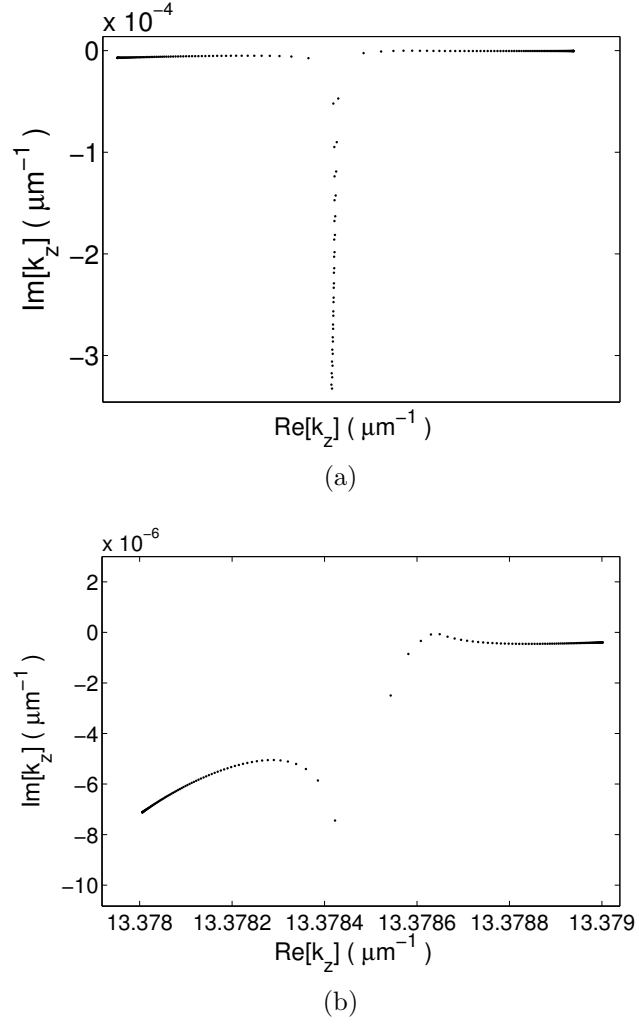 x 10⁻⁴
0
−1
−2
−3
Im[k_z] ( μm⁻¹ )
Re[k_z] ( μm⁻¹ )
(a)
x 10⁻⁶
2
0
−2
−4
−6
−8
−10
Im[k_z] ( μm⁻¹ )
13.378 13.3782 13.3784 13.3786 13.3788 13.379
Re[k_z] ( μm⁻¹ )
(b)